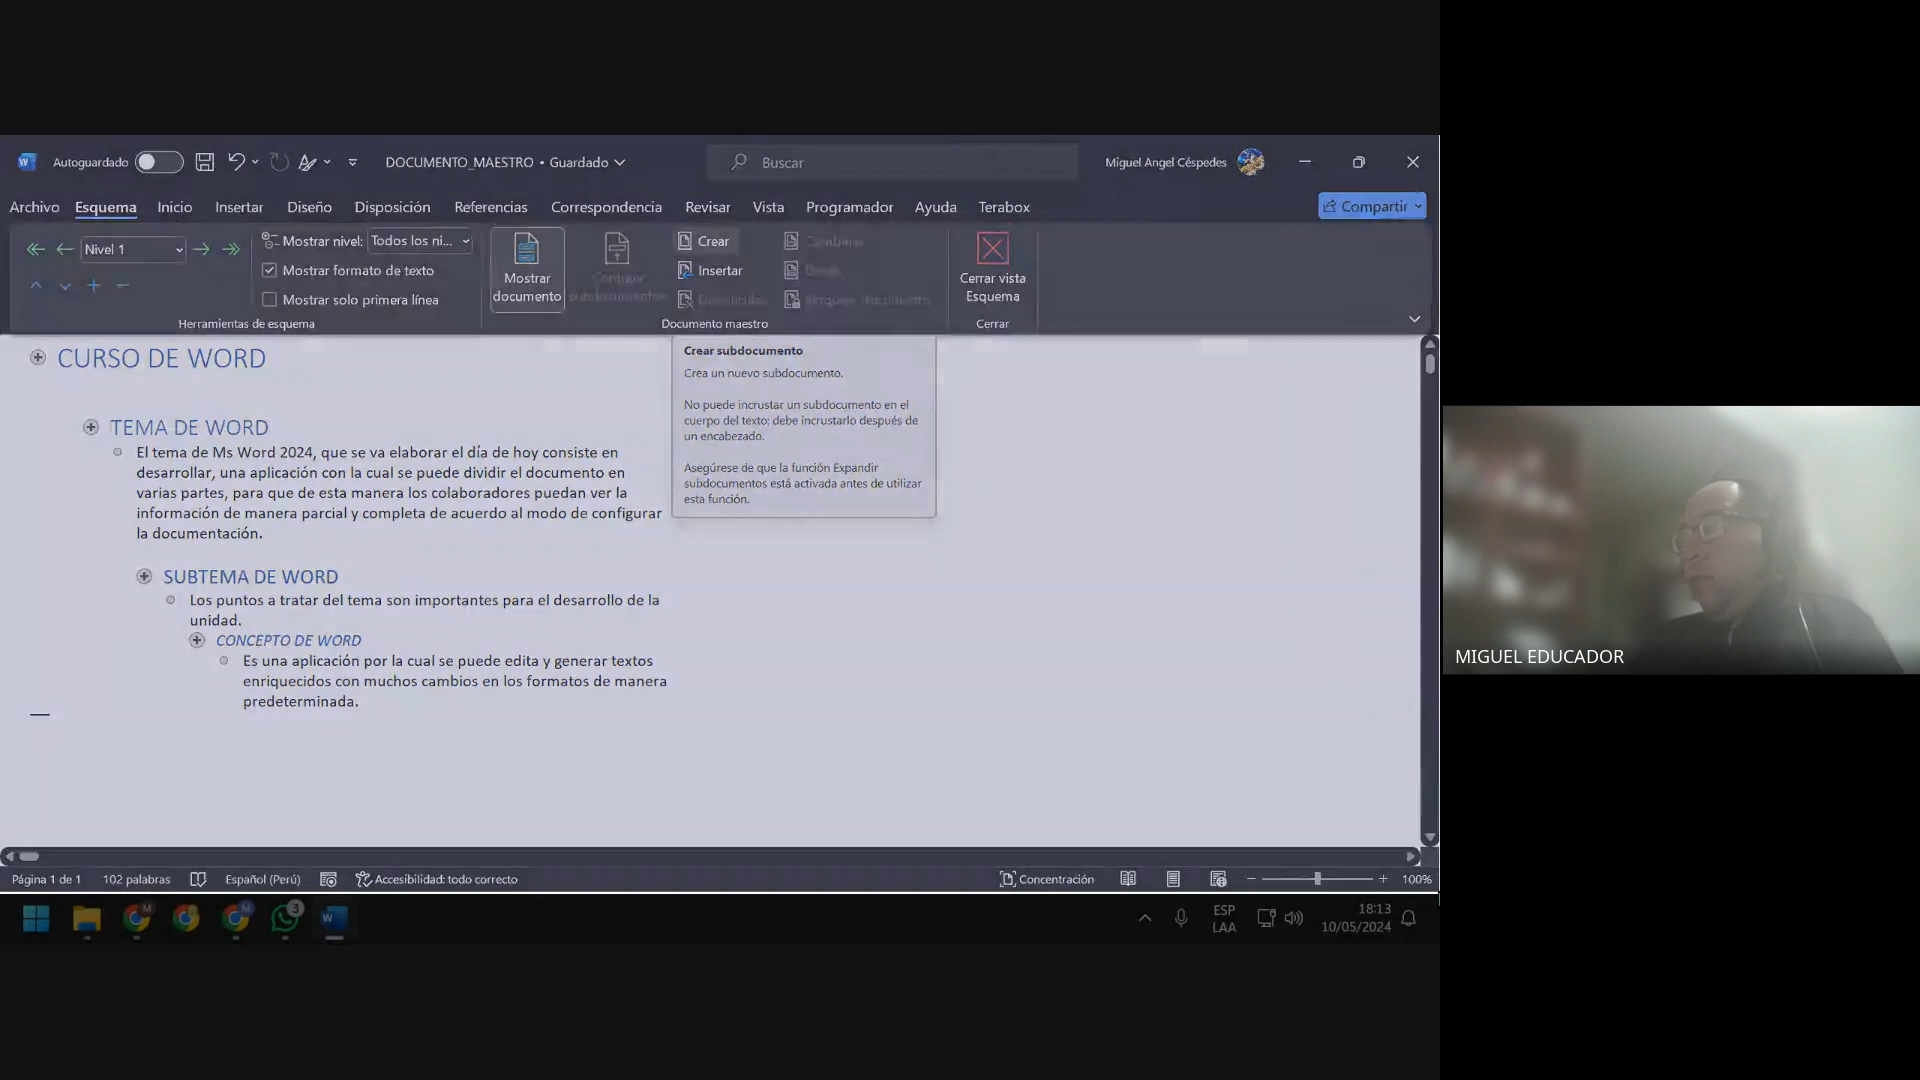 Autoguardado
DOCUMENTO_MAESTRO • Guardado
Buscar
Miguel Angel Céspedes
Archivo
Esquema
Inicio
Insertar
Diseño
Disposición
Referencias
Correspondencia
Revisar
Vista
Programador
Ayuda
Terabox
Compartir
Nivel 1
Mostrar nivel: Todos los ni...
Mostrar formato de texto
Mostrar solo primera línea
Herramientas de esquema
Mostrar
documento
Crear
Insertar
Documento maestro
Cerrar vista
Esquema
Cerrar
CURSO DE WORD
TEMA DE WORD
El tema de Ms Word 2024, que se va elaborar el día de hoy consiste en
desarrollar, una aplicación con la cual se puede dividir el documento en
varias partes, para que de esta manera los colaboradores puedan ver la
información de manera parcial y completa de acuerdo al modo de configurar
la documentación.
SUBTEMA DE WORD
Los puntos a tratar del tema son importantes para el desarrollo de la
unidad.
CONCEPTO DE WORD
Es una aplicación por la cual se puede edita y generar textos
enriquecidos con muchos cambios en los formatos de manera
predeterminada.
Crear subdocumento
Crea un nuevo subdocumento.
No puede incrustar un subdocumento en el
cuerpo del texto; debe incrustarlo después de
un encabezado.
Asegúrese de que la función Expandir
subdocumentos está activada antes de utilizar
esta función.
MIGUEL EDUCADOR
Página 1 de 1
102 palabras
Español (Perú)
Accesibilidad: todo correcto
Concentración
100%
3
ESP
LAA
18:13
10/05/2024